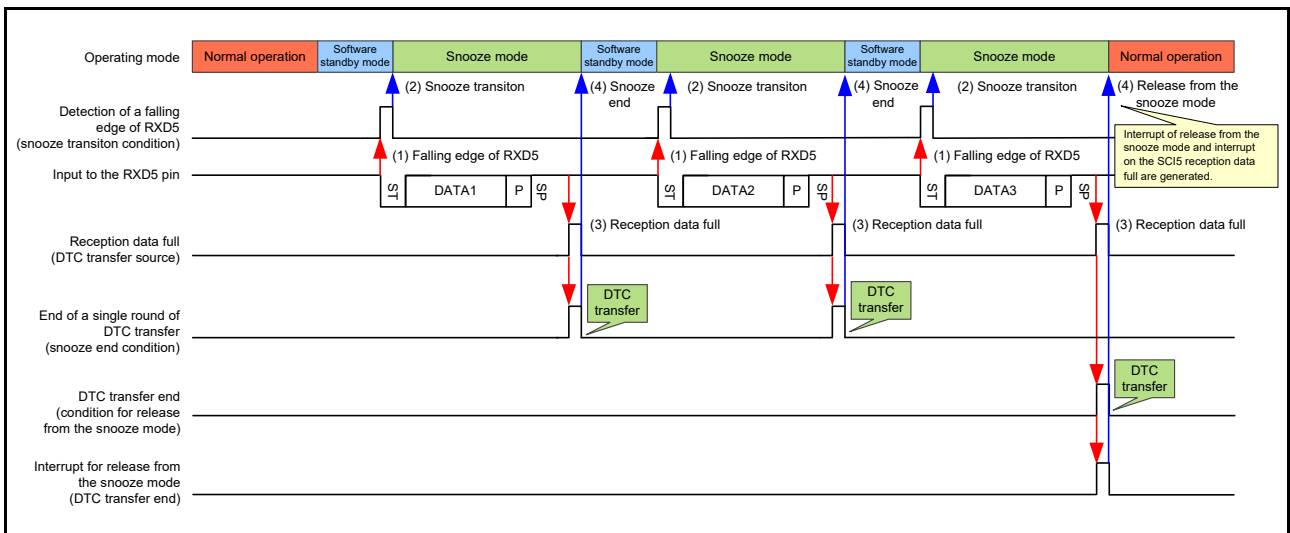 Operating mode
Normal operation
Software
standby mode
Snooze mode
Software
standby mode
Snooze mode
Software
standby mode
Snooze mode
Normal operation
(2) Snooze transiton
(4) Snooze
end
(2) Snooze transiton
(4) Snooze
end
(2) Snooze transiton
(4) Release from the
snooze mode
Detection of a falling
edge of RXD5
(snooze transiton condition)
Interrupt of release from the
snooze mode and interrupt
on the SCI5 reception data
full are generated.
(1) Falling edge of RXD5
(1) Falling edge of RXD5
(1) Falling edge of RXD5
Input to the RXD5 pin
ST
DATA1
P
SP
ST
DATA2
P
SP
ST
DATA3
P
SP
(3) Reception data full
(3) Reception data full
(3) Reception data full
Reception data full
(DTC transfer source)
DTC
transfer
DTC
transfer
End of a single round of
DTC transfer
(snooze end condition)
DTC
transfer
DTC transfer end
(condition for release
from the snooze mode)
Interrupt for release from
the snooze mode
(DTC transfer end)